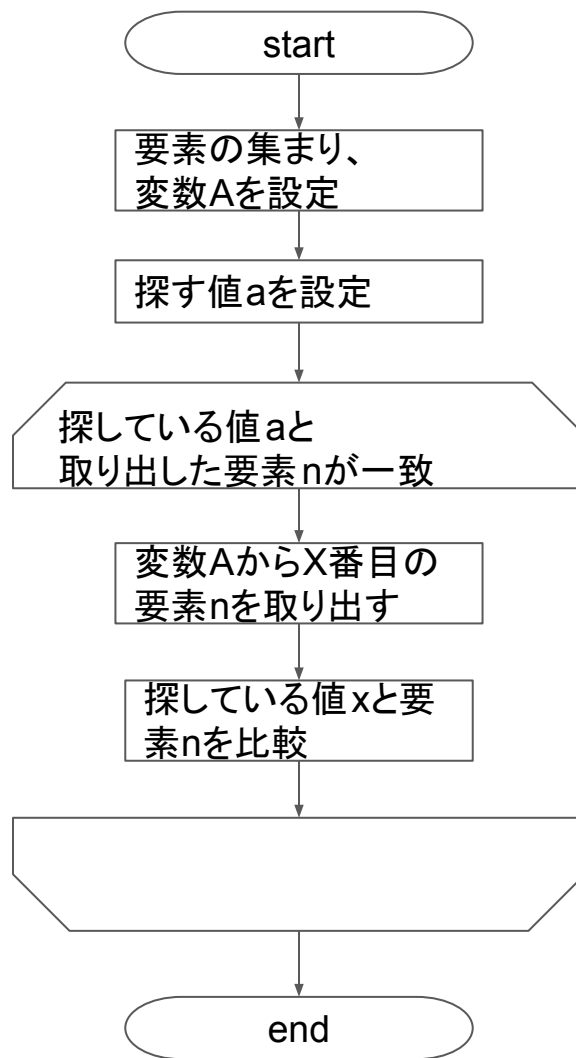 start
要素の集まり、
変数Aを設定
探す値aを設定
探している値aと
取り出した要素nが一致
変数AからX番目の
要素nを取り出す
探している値xと要
素nを比較
end